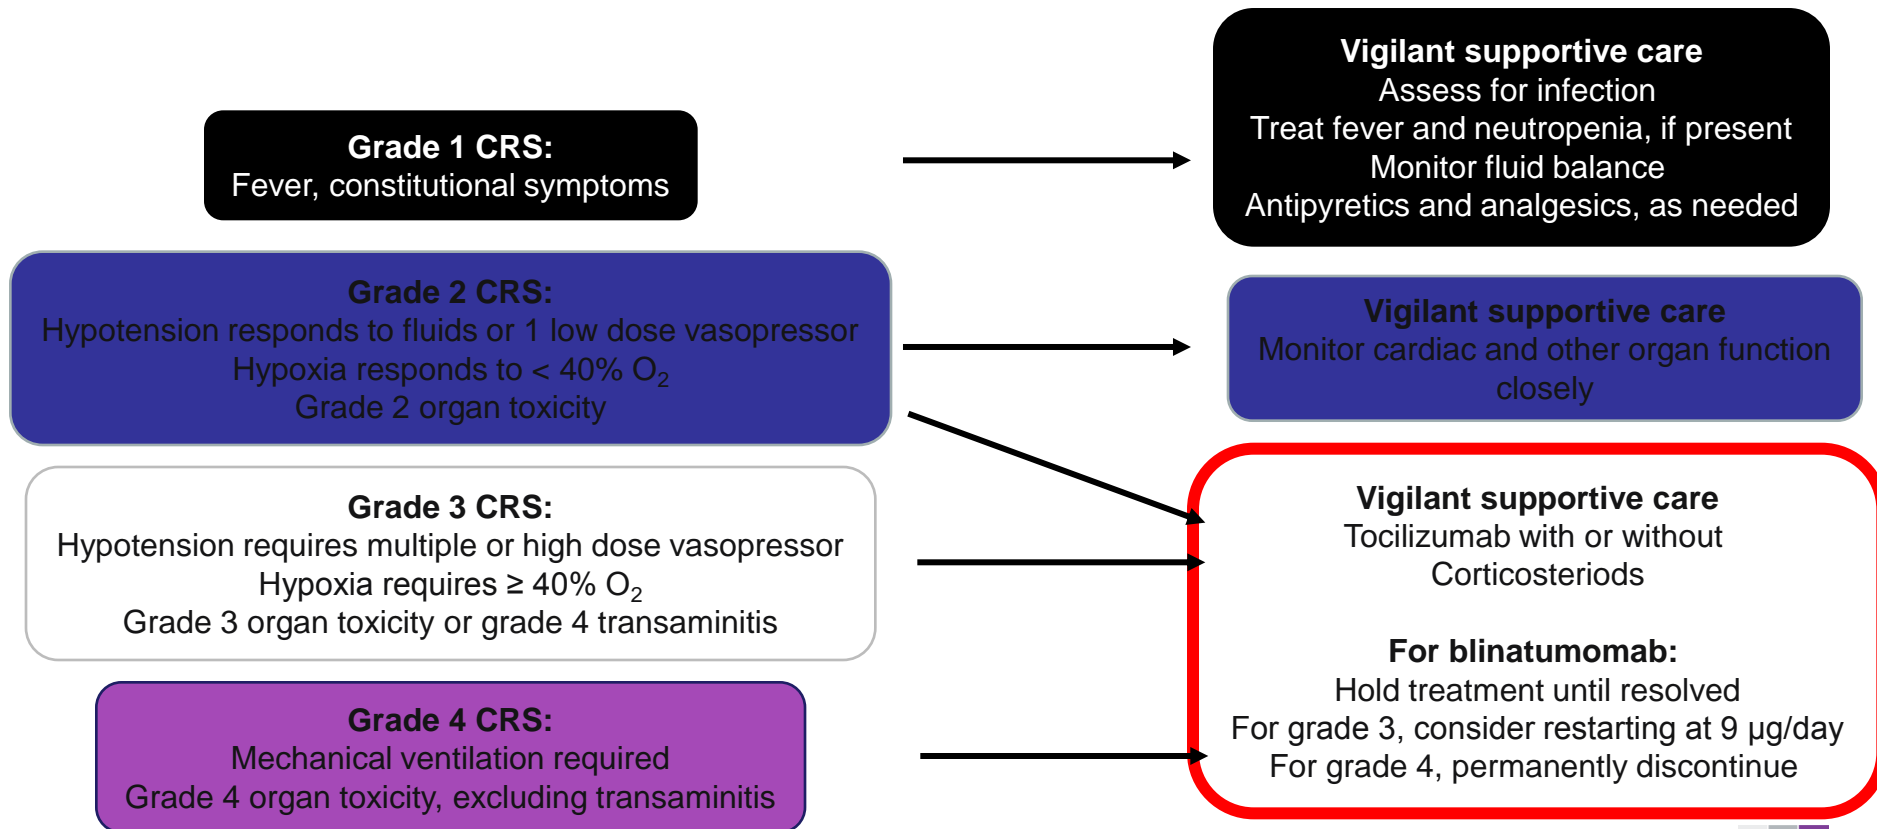 Grade 1 CRS:
Fever, constitutional symptoms
Vigilant supportive care
Assess for infection
Treat fever and neutropenia, if present
Monitor fluid balance
Antipyretics and analgesics, as needed
Grade 2 CRS:
Hypotension responds to fluids or 1 low dose vasopressor
Hypoxia responds to < 40% O₂
Grade 2 organ toxicity
Vigilant supportive care
Monitor cardiac and other organ function
closely
Grade 3 CRS:
Hypotension requires multiple or high dose vasopressor
Hypoxia requires ≥ 40% O₂
Grade 3 organ toxicity or grade 4 transaminitis
Grade 4 CRS:
Mechanical ventilation required
Grade 4 organ toxicity, excluding transaminitis
Vigilant supportive care
Tocilizumab with or without
Corticosteriods
For blinatumomab:
Hold treatment until resolved
For grade 3, consider restarting at 9 μg/day
For grade 4, permanently discontinue